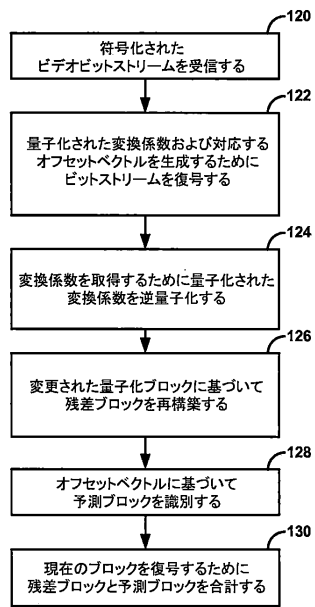 120
符号化された
ビデオビットストリームを受信する
122
量子化された変換係数および対応する
オフセットベクトルを生成するために
ビットストリームを復号する
124
変換係数を取得するために量子化された
変換係数を逆量子化する
126
変更された量子化ブロックに基づいて
残差ブロックを再構築する
128
オフセットベクトルに基づいて
予測ブロックを識別する
130
現在のブロックを復号するために
残差ブロックと予測ブロックを合計する